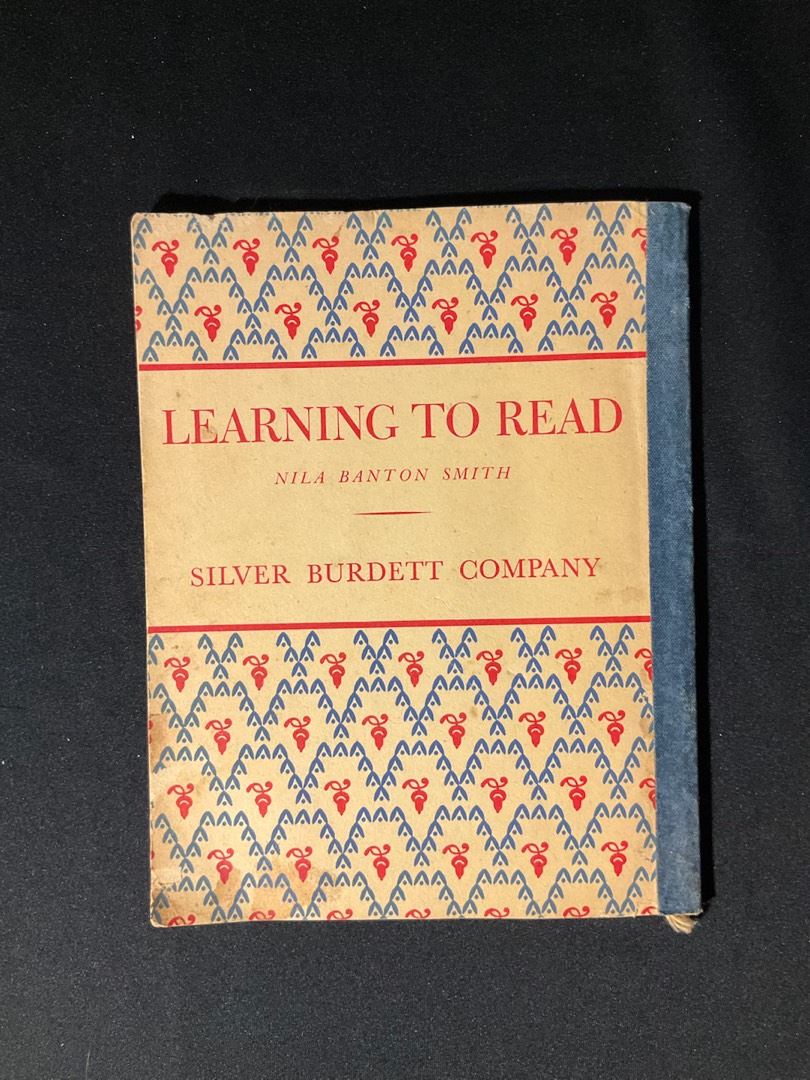 LEARNING TO READ
NILA BANTON SMITH
SILVER BURDETT COMPANY